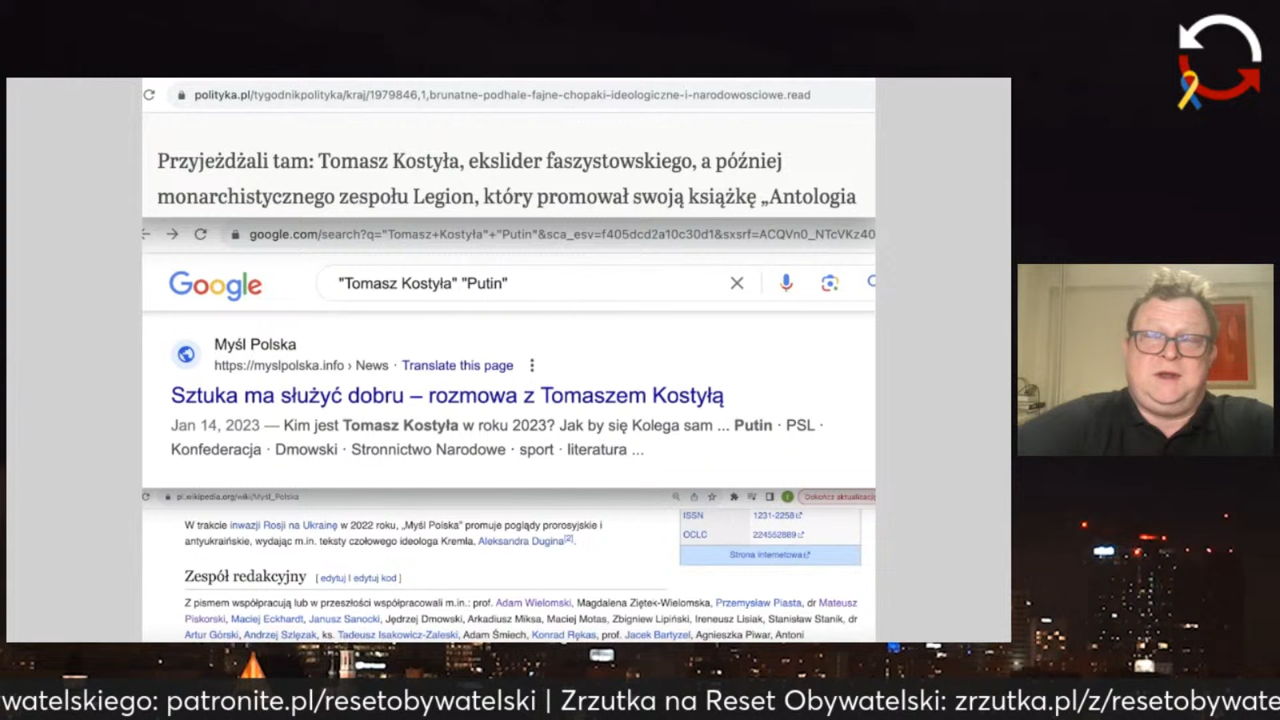 polityka.pl/tygodnikpolityka/kraj/1979846,1,brunatne-podhale-fajne-chopaki-ideologiczne-i-narodowosciowe.read
Przyjeżdżali tam: Tomasz Kostyła, ekslider faszystowskiego, a później
monarchistycznego zespołu Legion, który promował swoją książkę „Antologia
google.com/search?q="Tomasz+Kostyła"+"Putin"&sca_esv=f405dcd2a10c30d1&sxsrf=ACQVn0_NTcVKz40
Google
"Tomasz Kostyła" "Putin"
Myśl Polska
https://myslpolska.info › News · Translate this page
Sztuka ma służyć dobru – rozmowa z Tomaszem Kostyłą
Jan 14, 2023 — Kim jest Tomasz Kostyła w roku 2023? Jak by się Kolega sam ... Putin · PSL ·
Konfederacja · Dmowski · Stronnictwo Narodowe · sport · literatura ...
pl.wikipedia.org/wiki/Myśl_Polska
Dokończ aktualizację
W trakcie inwazji Rosji na Ukrainę w 2022 roku, „Myśl Polska” promuje poglądy prorosyjskie i
antyukraińskie, wydając m.in. teksty czołowego ideologa Kremla, Aleksandra Dugina[2].
ISSN 1231-2258
OCLC 224552889
Strona internetowa
Zespół redakcyjny [ edytuj | edytuj kod ]
Z pismem współpracują lub w przeszłości współpracowali m.in.: prof. Adam Wielomski, Magdalena Ziętek-Wielomska, Przemysław Piasta, dr Mateusz
Piskorski, Maciej Eckhardt, Janusz Sanocki, Jędrzej Dmowski, Arkadiusz Miksa, Maciej Motas, Zbigniew Lipiński, Ireneusz Lisiak, Stanisław Stanik, dr
Artur Górski, Andrzej Szlęzak, ks. Tadeusz Isakowicz-Zaleski, Adam Śmiech, Konrad Rękas, prof. Jacek Bartyzel, Agnieszka Piwar, Antoni
watelskiego: patronite.pl/resetobywatelski | Zrzutka na Reset Obywatelski: zrzutka.pl/z/resetobywate